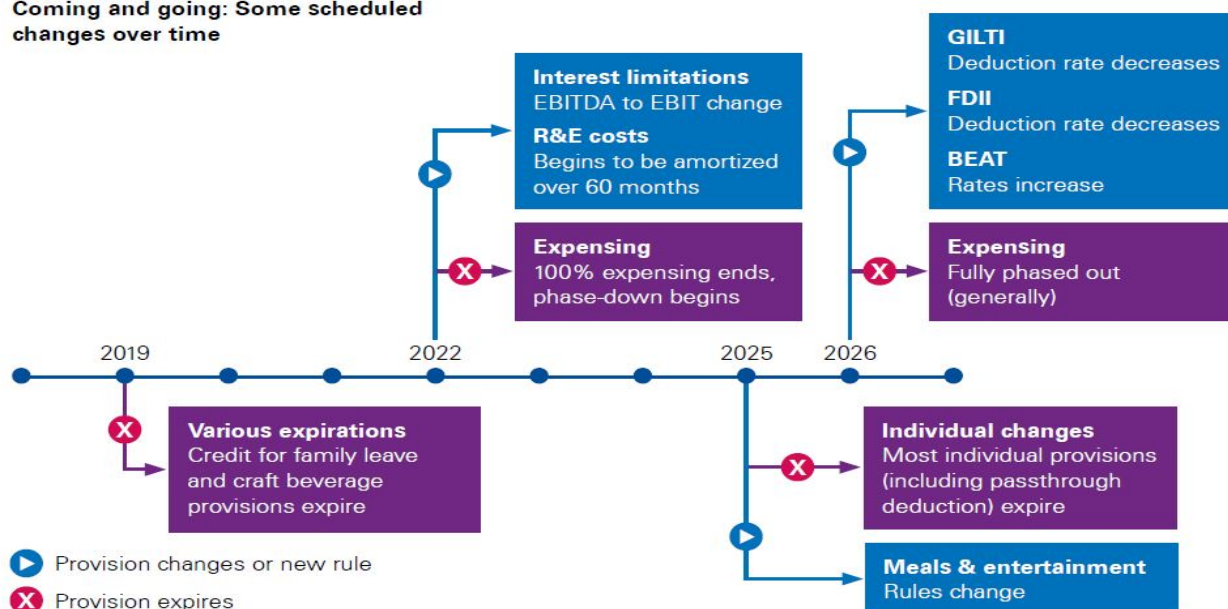 Coming and going: Some scheduled
changes over time
Interest limitations
EBITDA to EBIT change
R&E costs
Begins to be amortized
over 60 months
Expensing
100% expensing ends,
phase-down begins
GILTI
Deduction rate decreases
FDII
Deduction rate decreases
BEAT
Rates increase
Expensing
Fully phased out
(generally)
2019
2022
2025
2026
X
X
X
Various expirations
Credit for family leave
and craft beverage
provisions expire
X
Individual changes
Most individual provisions
(including passthrough
deduction) expire
Meals & entertainment
Rules change
Provision changes or new rule
X Provision expires